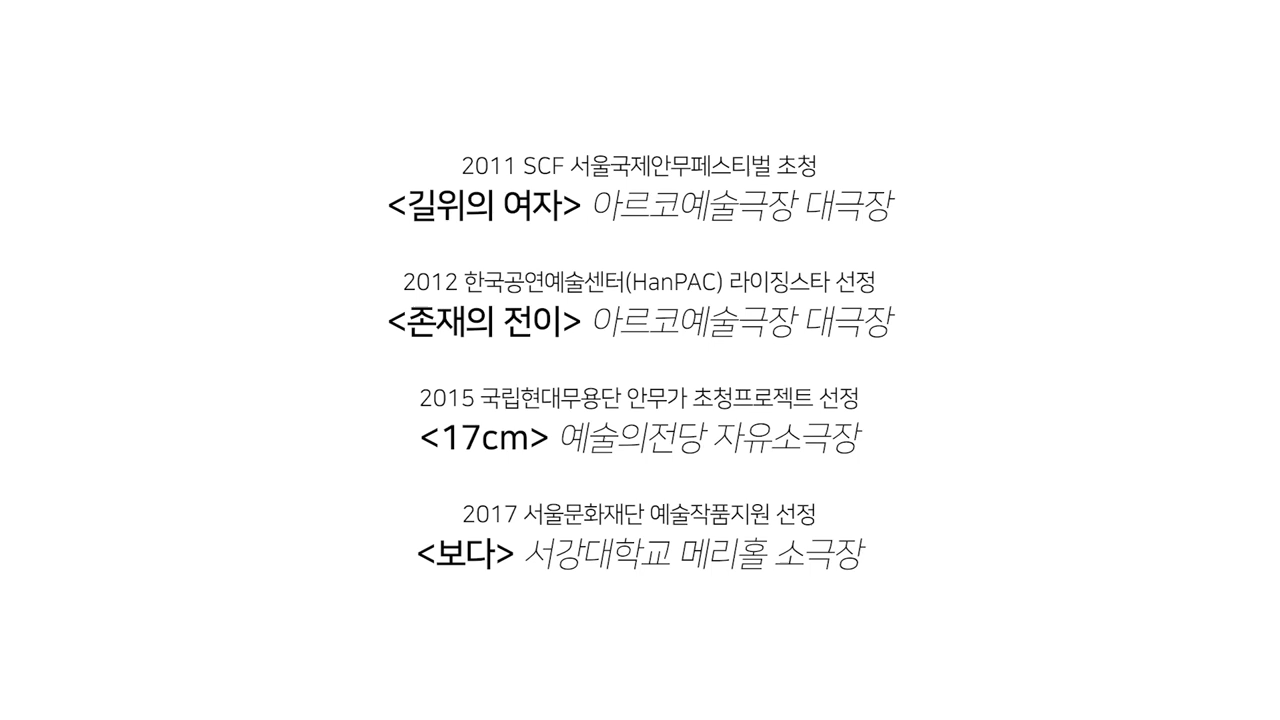 2011 SCF 서울국제안무페스티벌 초청
<길위의 여자> 아르코예술극장 대극장
2012 한국공연예술센터(HanPAC) 라이징스타 선정
<존재의 전이> 아르코예술극장 대극장
2015 국립현대무용단 안무가 초청프로젝트 선정
<17cm> 예술의전당 자유소극장
2017 서울문화재단 예술작품지원 선정
<보다> 서강대학교 메리홀 소극장